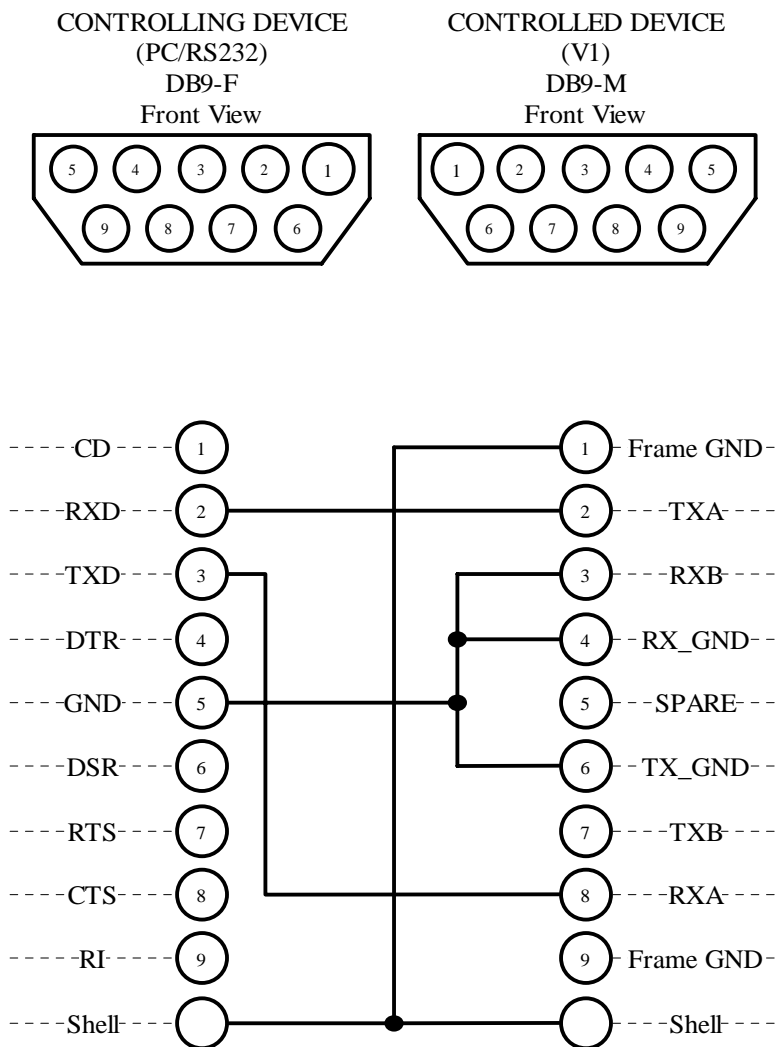 CONTROLLING DEVICE
(PC/RS232)
DB9-F
Front View
CONTROLLED DEVICE
(V1)
DB9-M
Front View
5 4 3 2 1
9 8 7 6
1 2 3 4 5
6 7 8 9
CD 1 1 Frame GND
RXD 2 2 TXA
TXD 3 3 RXB
DTR 4 4 RX_GND
GND 5 5 SPARE
DSR 6 6 TX_GND
RTS 7 7 TXB
CTS 8 8 RXA
RI 9 9 Frame GND
Shell Shell